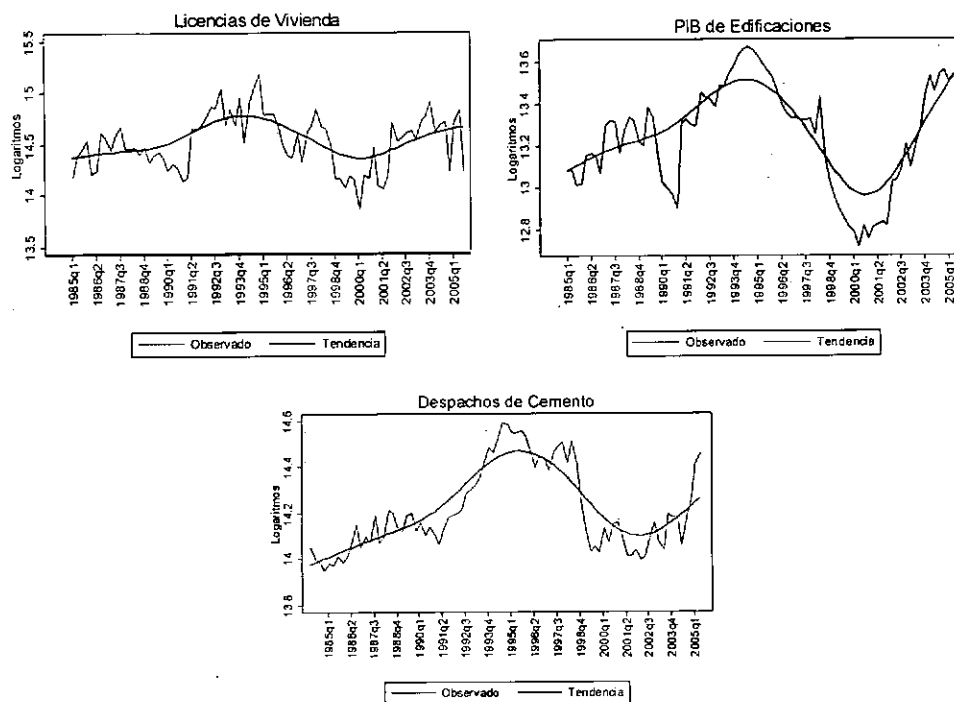 Licencias de Vivienda
Logaritmos
15.5
15
14.5
14
13.5
1985q1
1986q2
1987q3
1988q4
1990q1
1991q2
1992q3
1993q4
1995q1
1996q2
1997q3
1998q4
2000q1
2001q2
2002q3
2003q4
2005q1
Observado Tendencia
PIB de Edificaciones
Logaritmos
13.6
13.4
13.2
13
12.8
1985q1
1986q2
1987q3
1988q4
1990q1
1991q2
1992q3
1993q4
1995q1
1996q2
1997q3
1998q4
2000q1
2001q2
2002q3
2003q4
2005q1
Observado Tendencia
Despachos de Cemento
Logaritmos
14.6
14.4
14.2
14
13.8
1985q1
1986q2
1987q3
1988q4
1990q1
1991q2
1992q3
1993q4
1995q1
1996q2
1997q3
1998q4
2000q1
2001q2
2002q3
2003q4
2005q1
Observado Tendencia